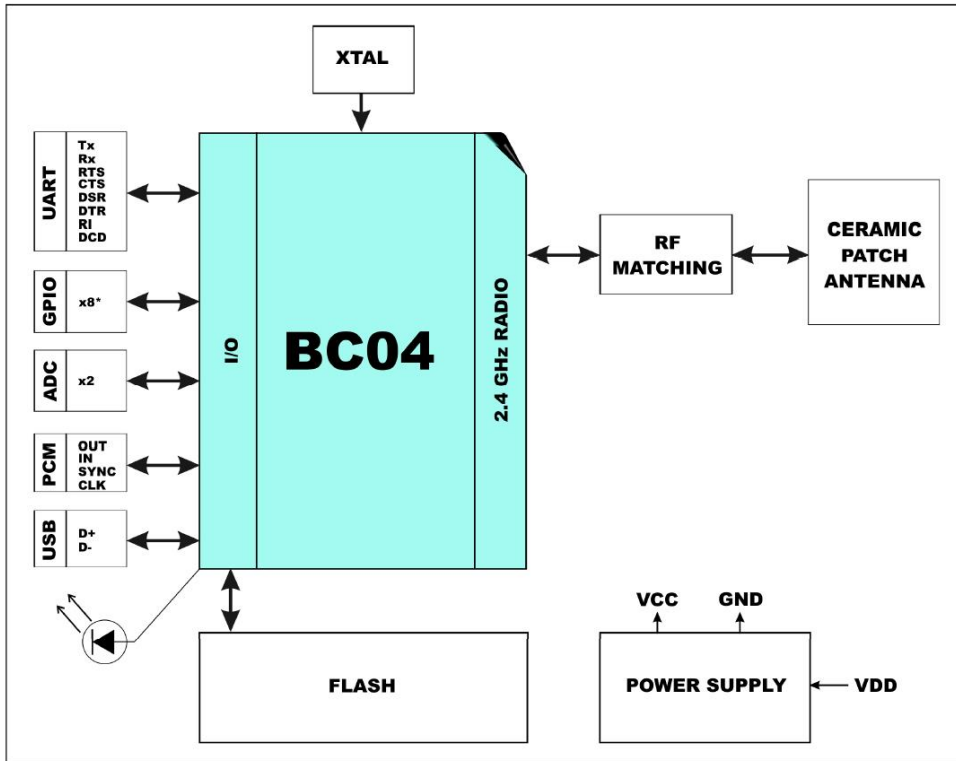 XTAL
UART
Tx
Rx
RTS
CTS
DSR
DTR
RI
DCD
GPIO
x8*
ADC
x2
PCM
OUT
IN
SYNC
CLK
USB
D+
D-
I/O
BC04
2.4 GHz RADIO
RF
MATCHING
CERAMIC
PATCH
ANTENNA
FLASH
VCC
GND
POWER SUPPLY
VDD